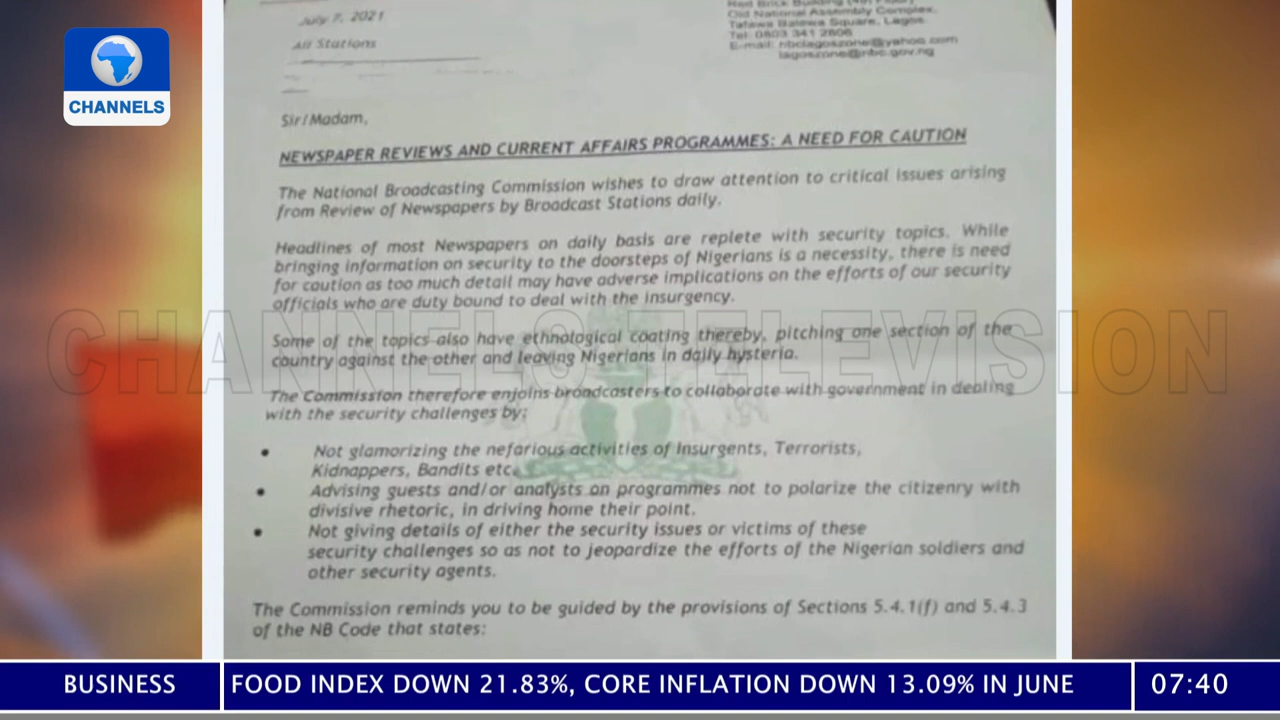 July 7, 2021
All Stations
Red Brick Building
Old National Assembly Complex,
Tafawa Balewa Square, Lagos
Tel: 0803 341 2806
E-mail: nbclagoszone@yahoo.com
lagoszone@nbc.gov.ng
CHANNELS
Sir/Madam,
NEWSPAPER REVIEWS AND CURRENT AFFAIRS PROGRAMMES: A NEED FOR CAUTION
The National Broadcasting Commission wishes to draw attention to critical issues arising
from Review of Newspapers by Broadcast Stations daily.
Headlines of most Newspapers on daily basis are replete with security topics. While
bringing information on security to the doorsteps of Nigerians is a necessity, there is need
for caution as too much detail may have adverse implications on the efforts of our security
officials who are duty bound to deal with the insurgency.
Some of the topics also have ethnological coating thereby, pitching one section of the
country against the other and leaving Nigerians in daily hysteria.
CHANNELS TELEVISION
The Commission therefore enjoins broadcasters to collaborate with government in dealing
with the security challenges by;
• Not glamorizing the nefarious activities of Insurgents, Terrorists,
Kidnappers, Bandits etc.
• Advising guests and/or analysts on programmes not to polarize the citizenry with
divisive rhetoric, in driving home their point.
• Not giving details of either the security issues or victims of these
security challenges so as not to jeopardize the efforts of the Nigerian soldiers and
other security agents.
The Commission reminds you to be guided by the provisions of Sections 5.4.1(f) and 5.4.3
of the NB Code that states:
BUSINESS
FOOD INDEX DOWN 21.83%, CORE INFLATION DOWN 13.09% IN JUNE
07:40